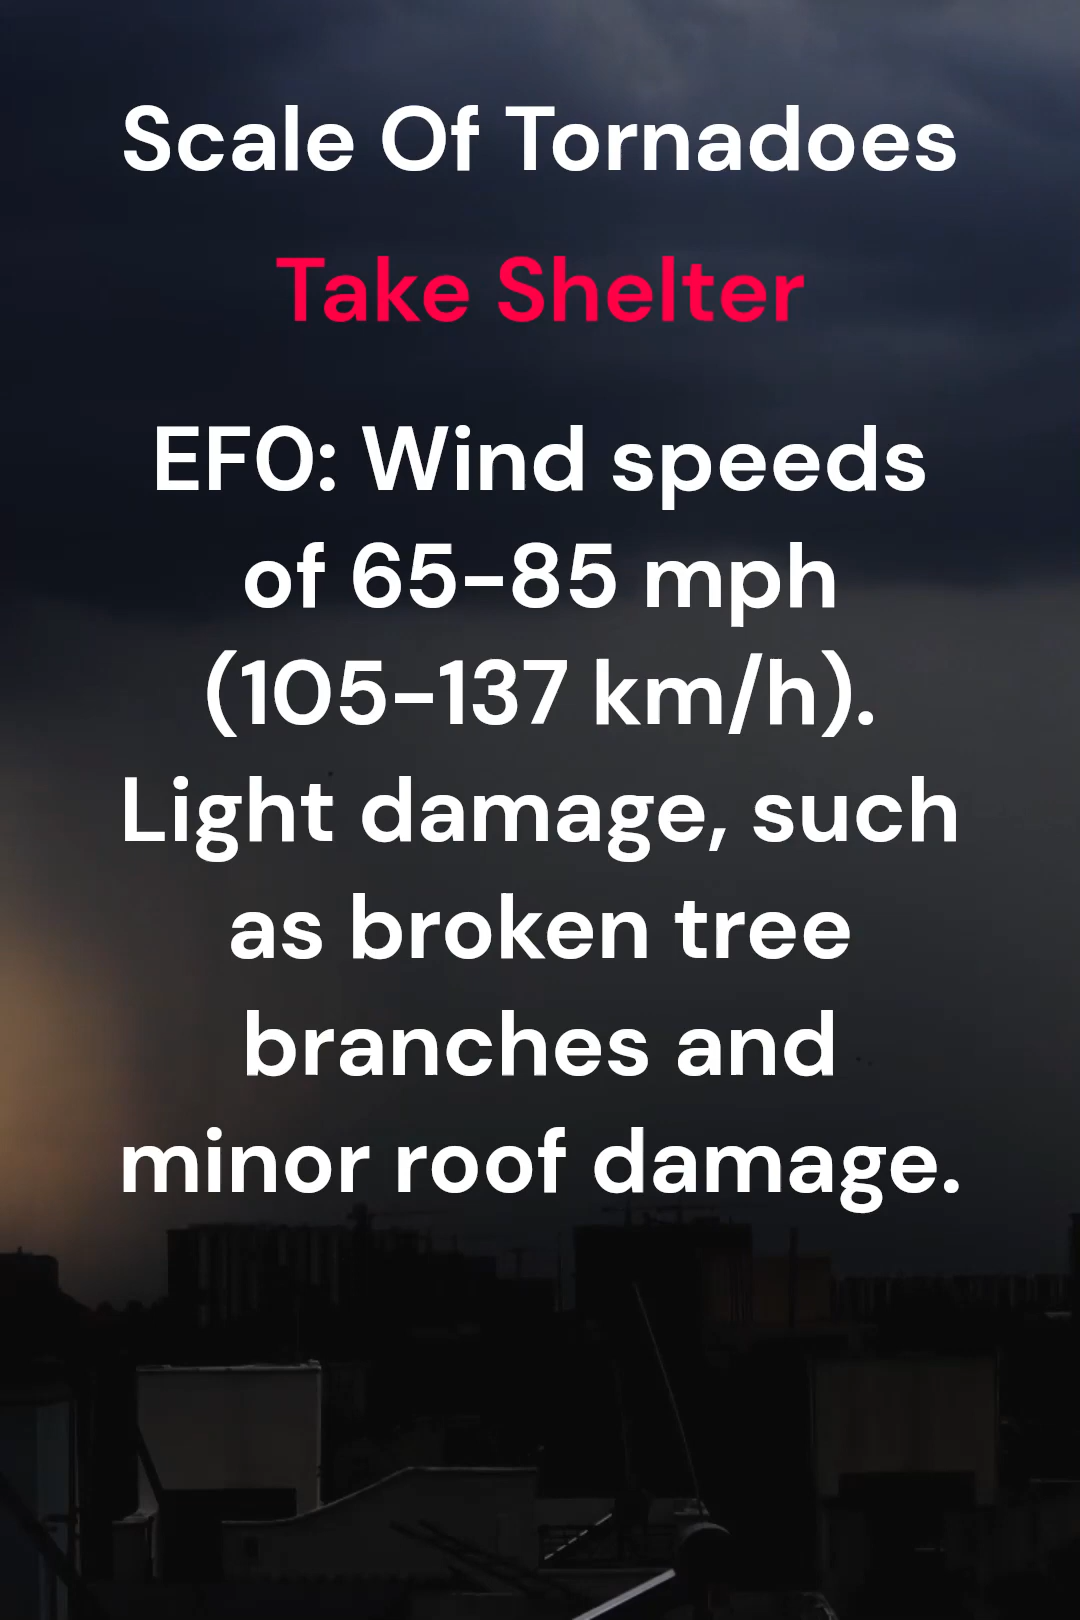 Scale Of Tornadoes
Take Shelter
EF0: Wind speeds
of 65–85 mph
(105–137 km/h).
Light damage, such
as broken tree
branches and
minor roof damage.